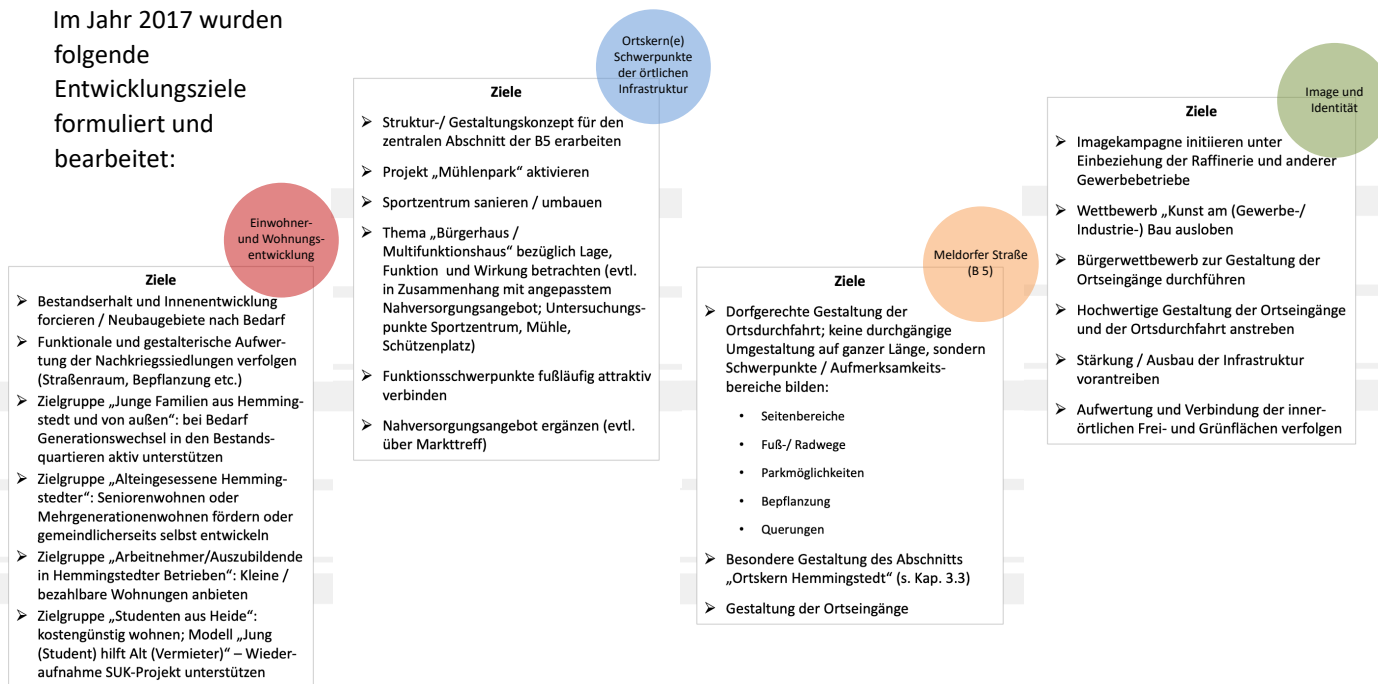 Im Jahr 2017 wurden
folgende
Entwicklungsziele
formuliert und
bearbeitet:
Einwohner-
und Wohnungs-
entwicklung
Ziele
➢ Bestandserhalt und Innenentwicklung
forcieren / Neubaugebiete nach Bedarf
➢ Funktionale und gestalterische Aufwer-
tung der Nachkriegssiedlungen verfolgen
(Straßenraum, Bepflanzung etc.)
➢ Zielgruppe „Junge Familien aus Hemming-
stedt und von außen“: bei Bedarf
Generationswechsel in den Bestands-
quartieren aktiv unterstützen
➢ Zielgruppe „Alteingesessene Hemming-
stedter“: Seniorenwohnen oder
Mehrgenerationenwohnen fördern oder
gemeindlicherseits selbst entwickeln
➢ Zielgruppe „Arbeitnehmer/Auszubildende
in Hemmingstedter Betrieben“: Kleine /
bezahlbare Wohnungen anbieten
➢ Zielgruppe „Studenten aus Heide“:
kostengünstig wohnen; Modell „Jung
(Student) hilft Alt (Vermieter)“ – Wieder-
aufnahme SUK-Projekt unterstützen
Ortskern(e)
Schwerpunkte
der örtlichen
Infrastruktur
Ziele
➢ Struktur-/ Gestaltungskonzept für den
zentralen Abschnitt der B5 erarbeiten
➢ Projekt „Mühlenpark“ aktivieren
➢ Sportzentrum sanieren / umbauen
➢ Thema „Bürgerhaus /
Multifunktionshaus“ bezüglich Lage,
Funktion und Wirkung betrachten (evtl.
in Zusammenhang mit angepasstem
Nahversorgungsangebot; Untersuchungs-
punkte Sportzentrum, Mühle,
Schützenplatz)
➢ Funktionsschwerpunkte fußläufig attraktiv
verbinden
➢ Nahversorgungsangebot ergänzen (evtl.
über Markttreff)
Meldorfer Straße
(B 5)
Ziele
➢ Dorfgerechte Gestaltung der
Ortsdurchfahrt; keine durchgängige
Umgestaltung auf ganzer Länge, sondern
Schwerpunkte / Aufmerksamkeits-
bereiche bilden:
• Seitenbereiche
• Fuß-/ Radwege
• Parkmöglichkeiten
• Bepflanzung
• Querungen
➢ Besondere Gestaltung des Abschnitts
„Ortskern Hemmingstedt“ (s. Kap. 3.3)
➢ Gestaltung der Ortseingänge
Image und
Identität
Ziele
➢ Imagekampagne initiieren unter
Einbeziehung der Raffinerie und anderer
Gewerbebetriebe
➢ Wettbewerb „Kunst am (Gewerbe-/
Industrie-) Bau ausloben
➢ Bürgerwettbewerb zur Gestaltung der
Ortseingänge durchführen
➢ Hochwertige Gestaltung der Ortseingänge
und der Ortsdurchfahrt anstreben
➢ Stärkung / Ausbau der Infrastruktur
vorantreiben
➢ Aufwertung und Verbindung der inner-
örtlichen Frei- und Grünflächen verfolgen